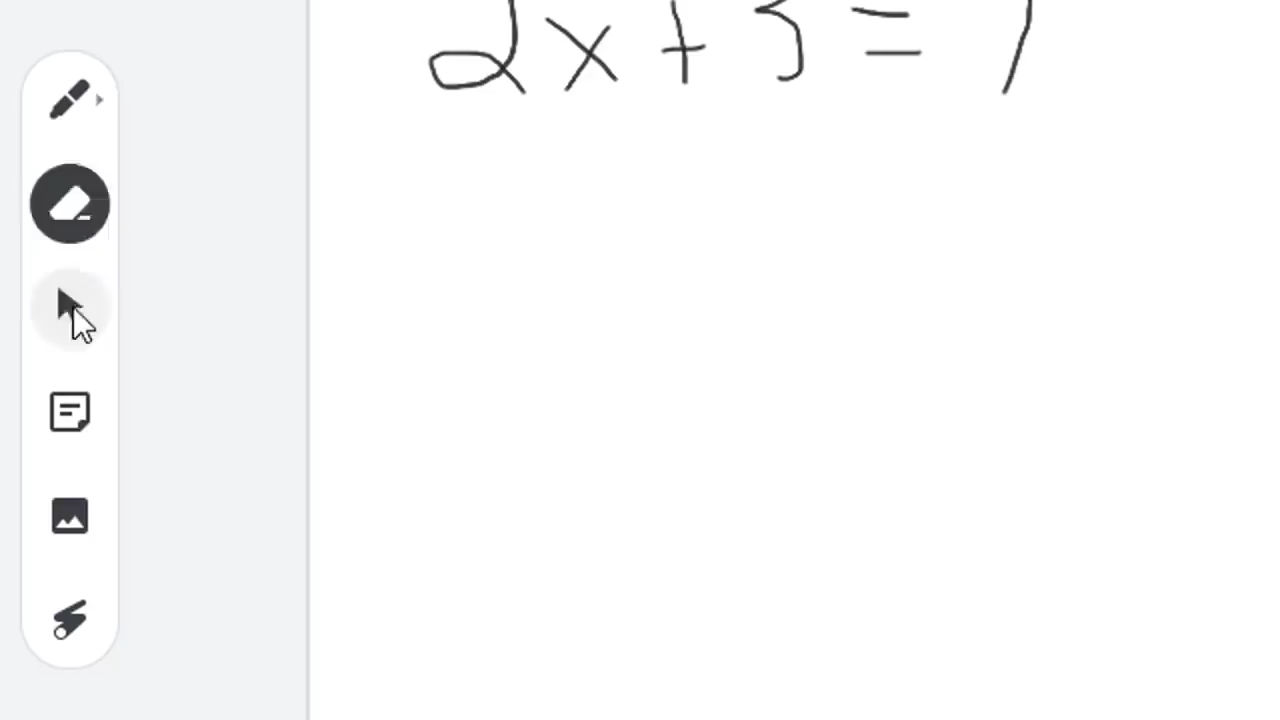 2x + 3 = 7